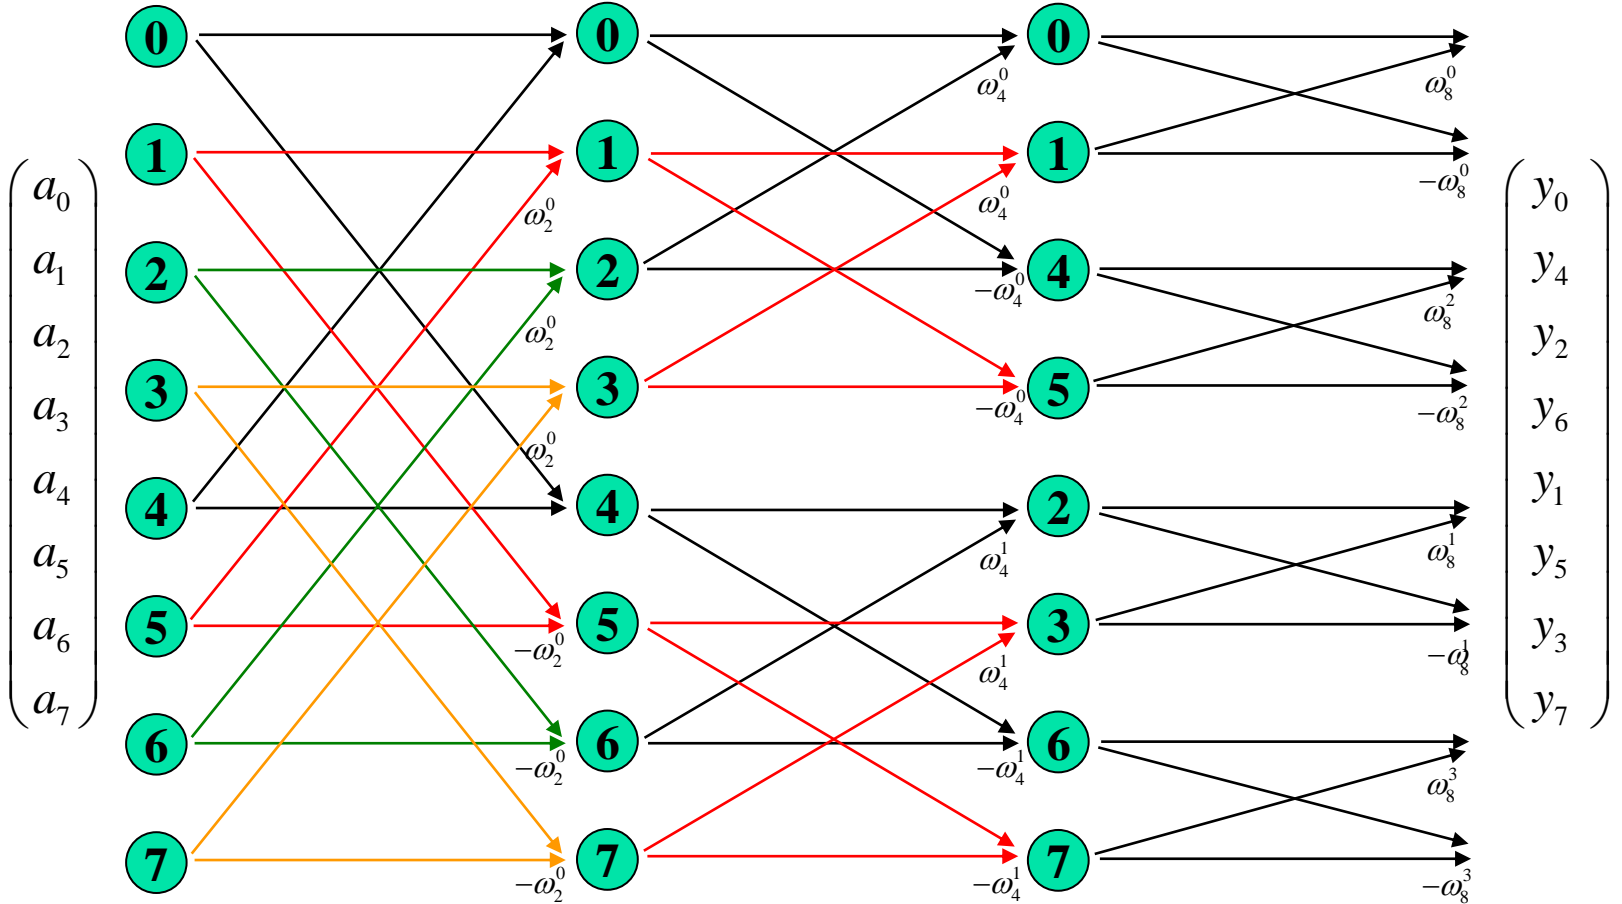 0 0 0
ω₄⁰ ω₈⁰
1 1 1
a₀ −ω₈⁰ y₀
ω₂⁰ ω₄⁰
a₁ 2 2 4 y₄
−ω₄⁰ ω₈²
a₂ ω₂⁰ y₂
3 3 5
a₃ −ω₄⁰ −ω₈² y₆
ω₂⁰
a₄ 4 4 2 y₁
a₅ ω₄¹ ω₈¹ y₅
5 5 3
a₆ −ω₂⁰ −ω₈¹ y₃
ω₄¹
a₇ y₇
6 6 6
−ω₂⁰ −ω₄¹ ω₈³
7 7 7
−ω₂⁰ −ω₄¹ −ω₈³